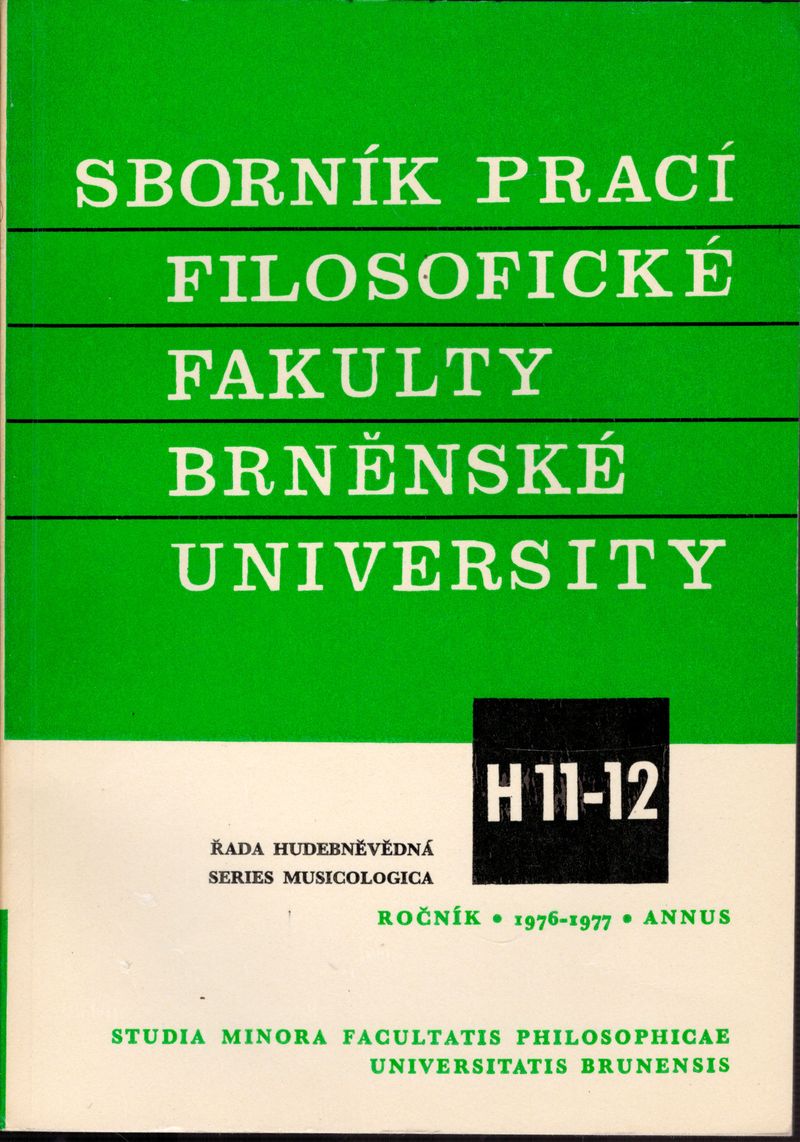 SBORNÍK PRACÍ
FILOSOFICKÉ
FAKULTY
BRNĚNSKÉ
UNIVERSITY
H 11-12
ŘADA HUDEBNĚVĚDNÁ
SERIES MUSICOLOGICA
ROČNÍK • 1976-1977 • ANNUS
STUDIA MINORA FACULTATIS PHILOSOPHICAE
UNIVERSITATIS BRUNENSIS